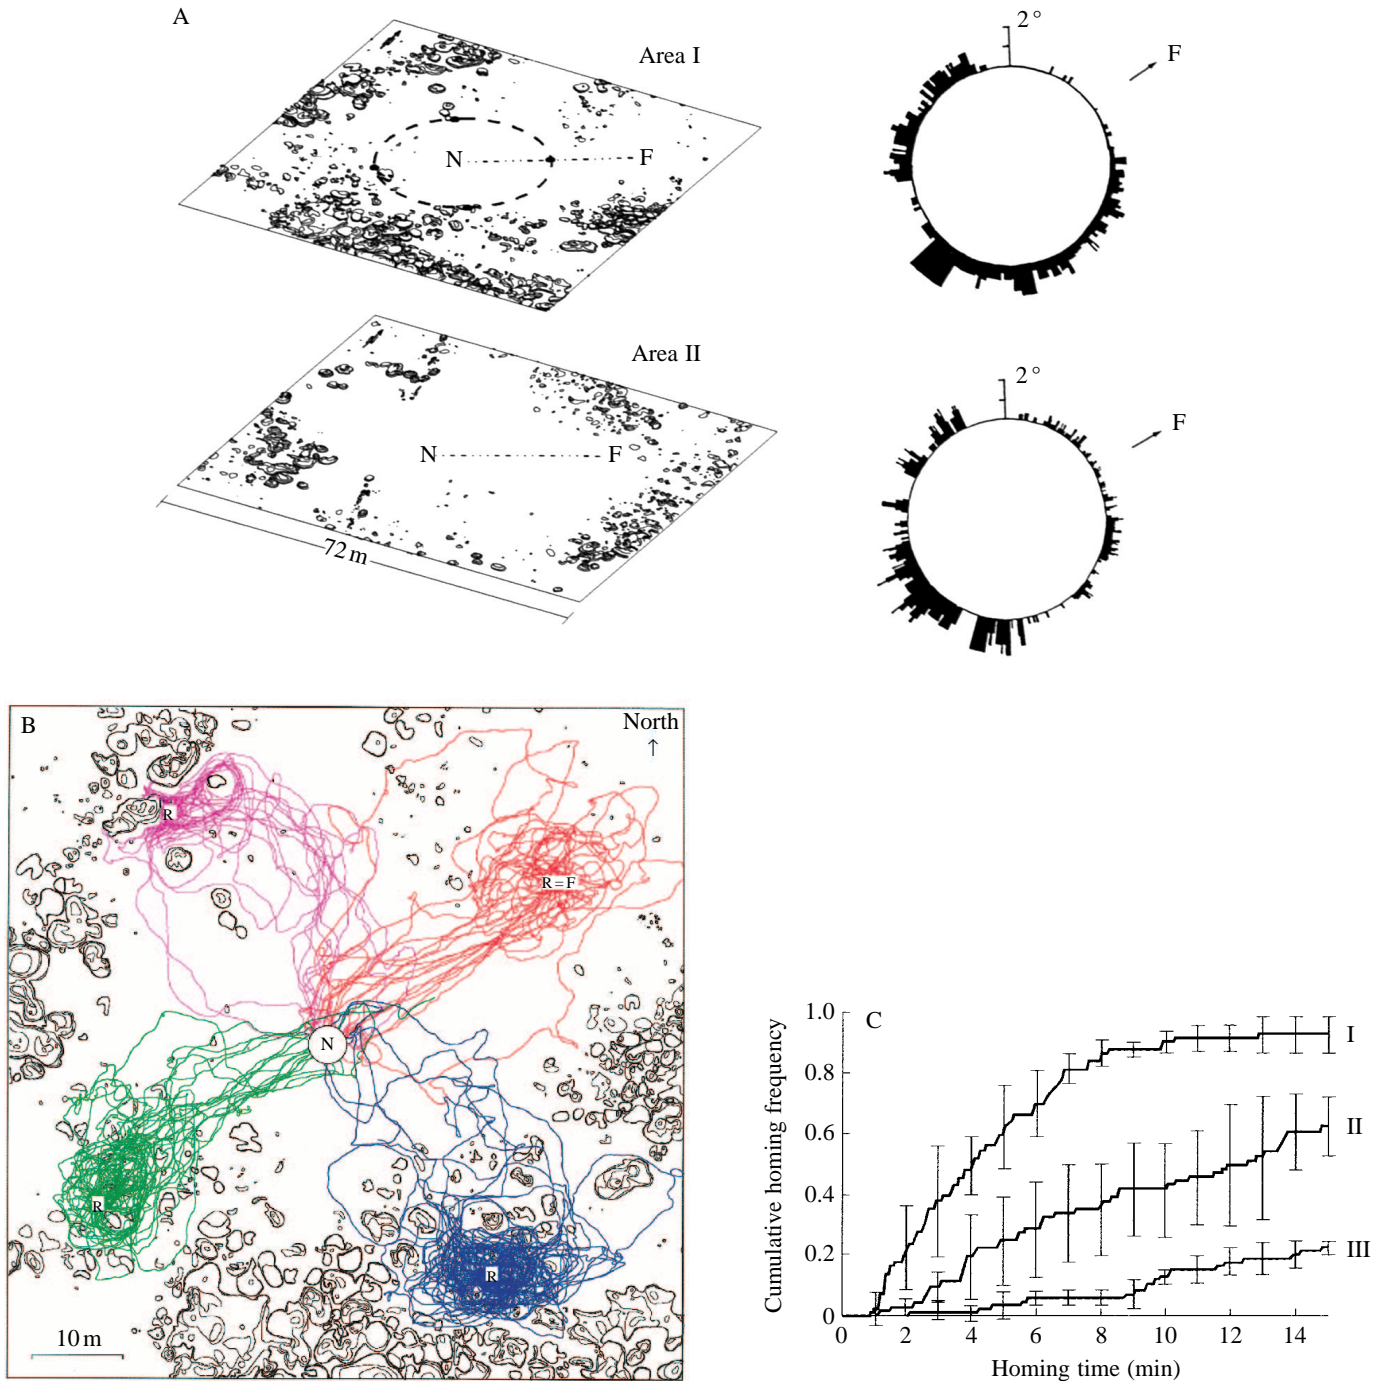 A
Area I
N
F
2°
F
Area II
N
F
72 m
2°
F
B
North
↑
R
R = F
N
R
R
10 m
C
Cumulative homing frequency
1.0
0.8
0.6
0.4
0.2
0
I
II
III
0 2 4 6 8 10 12 14
Homing time (min)